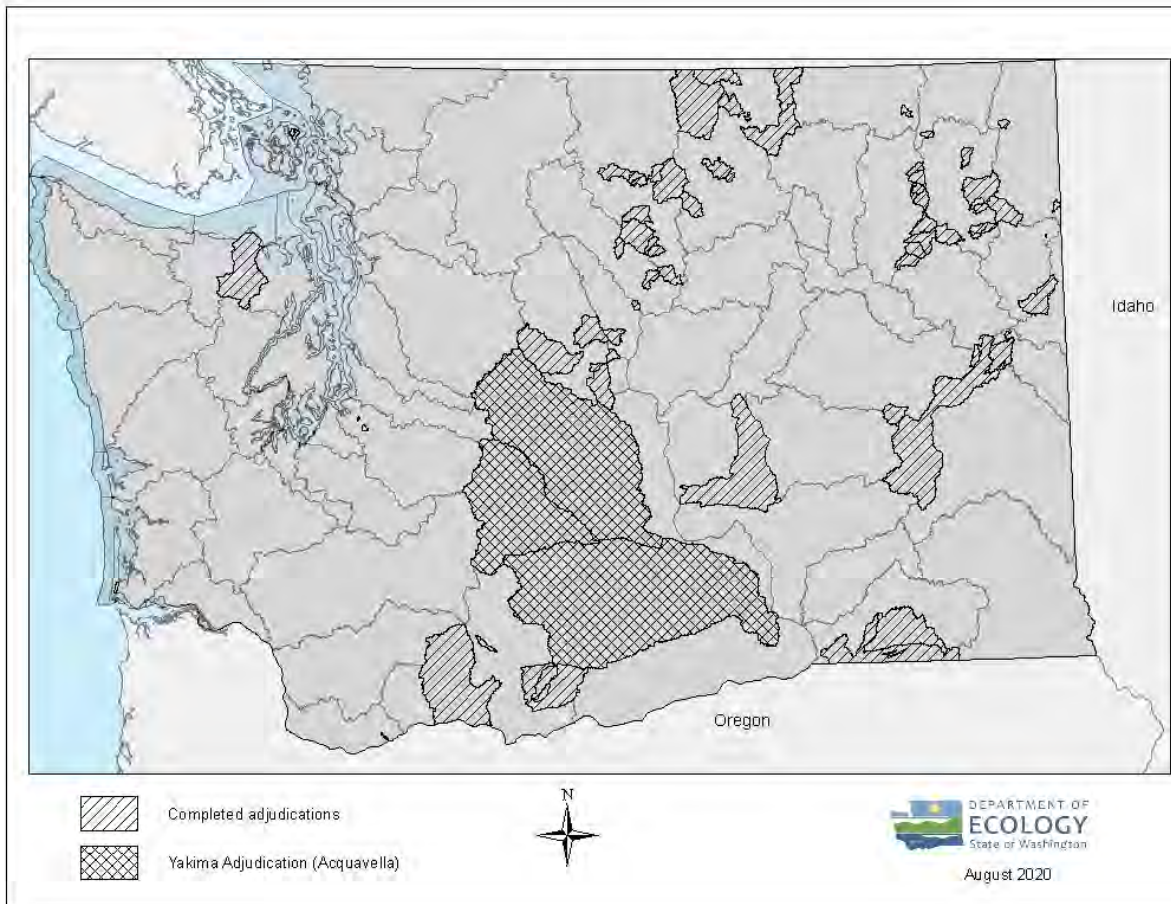 Idaho
Oregon
Completed adjudications
Yakima Adjudication (Acquavella)
N
DEPARTMENT OF
ECOLOGY
State of Washington
August 2020